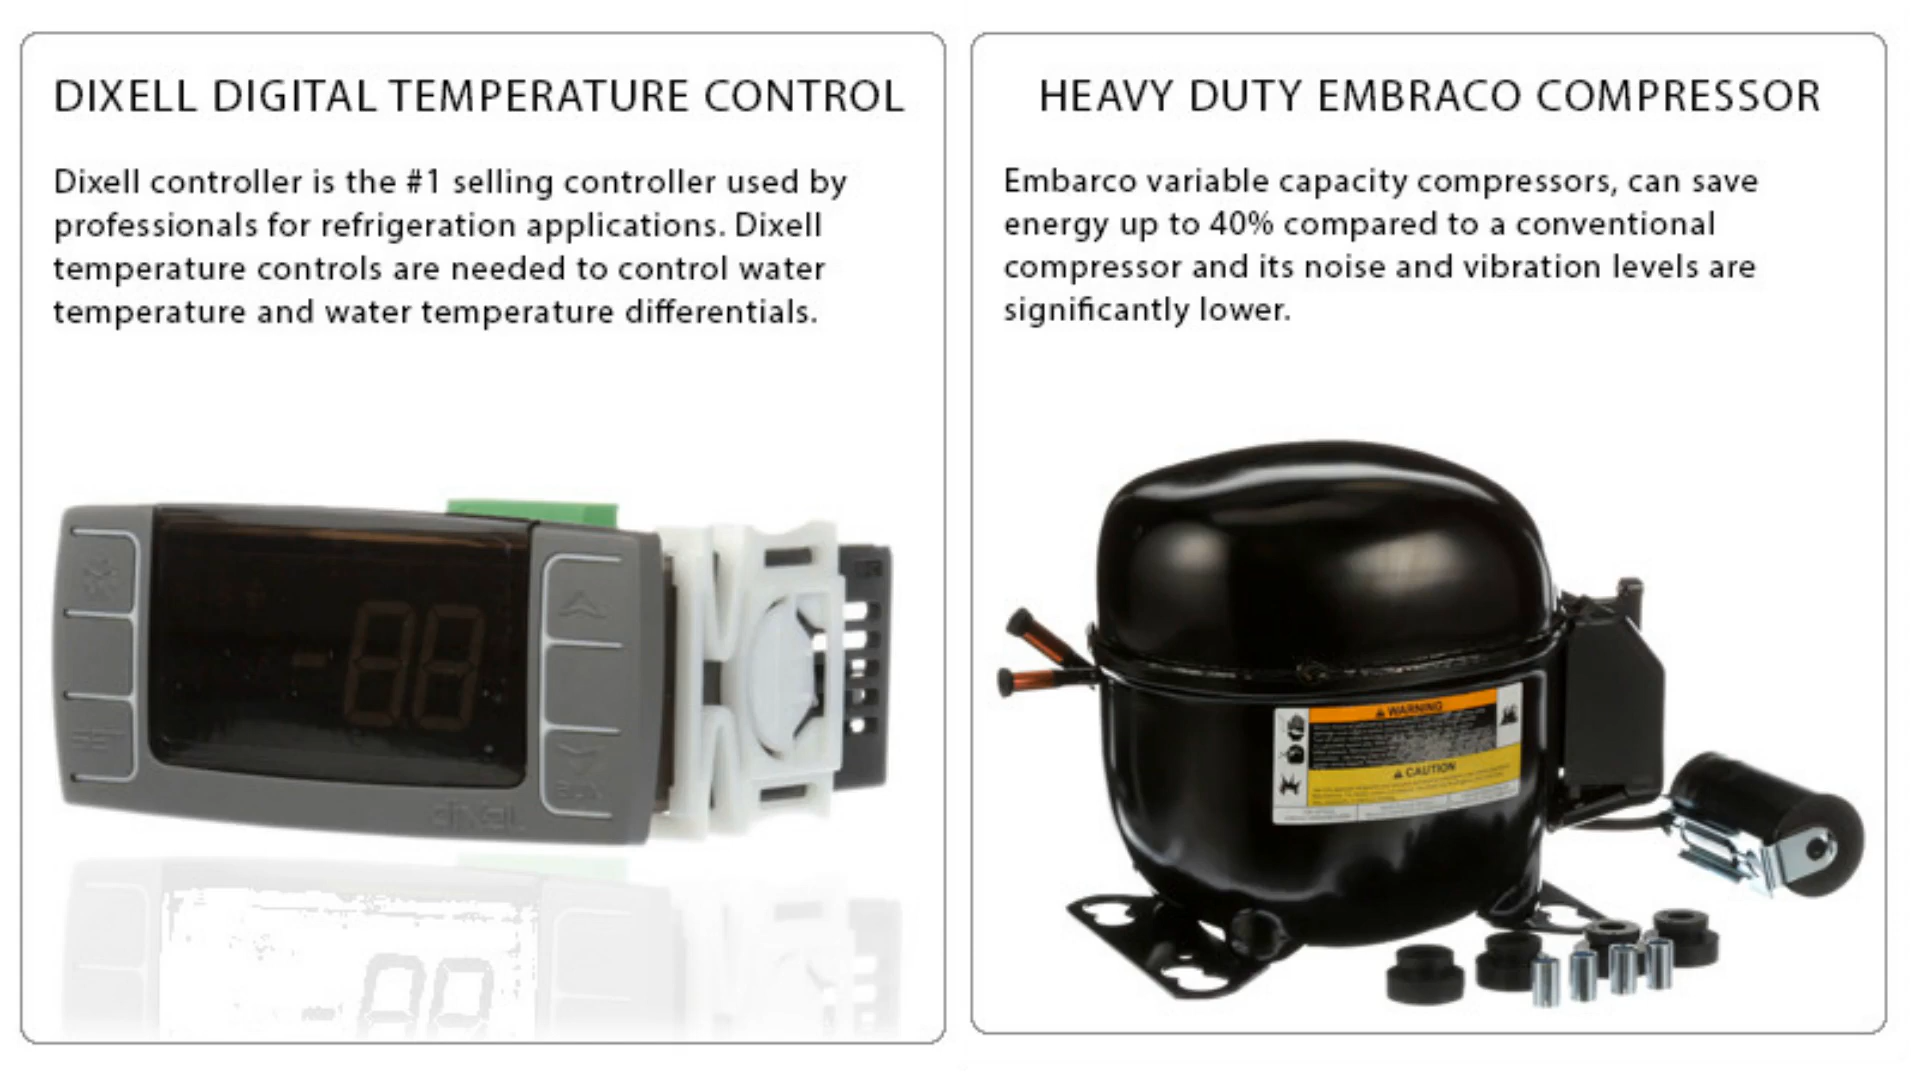 DIXELL DIGITAL TEMPERATURE CONTROL
Dixell controller is the #1 selling controller used by
professionals for refrigeration applications. Dixell
temperature controls are needed to control water
temperature and water temperature differentials.
-88
SET
dixell
HEAVY DUTY EMBRACO COMPRESSOR
Embarco variable capacity compressors, can save
energy up to 40% compared to a conventional
compressor and its noise and vibration levels are
significantly lower.
WARNING
CAUTION